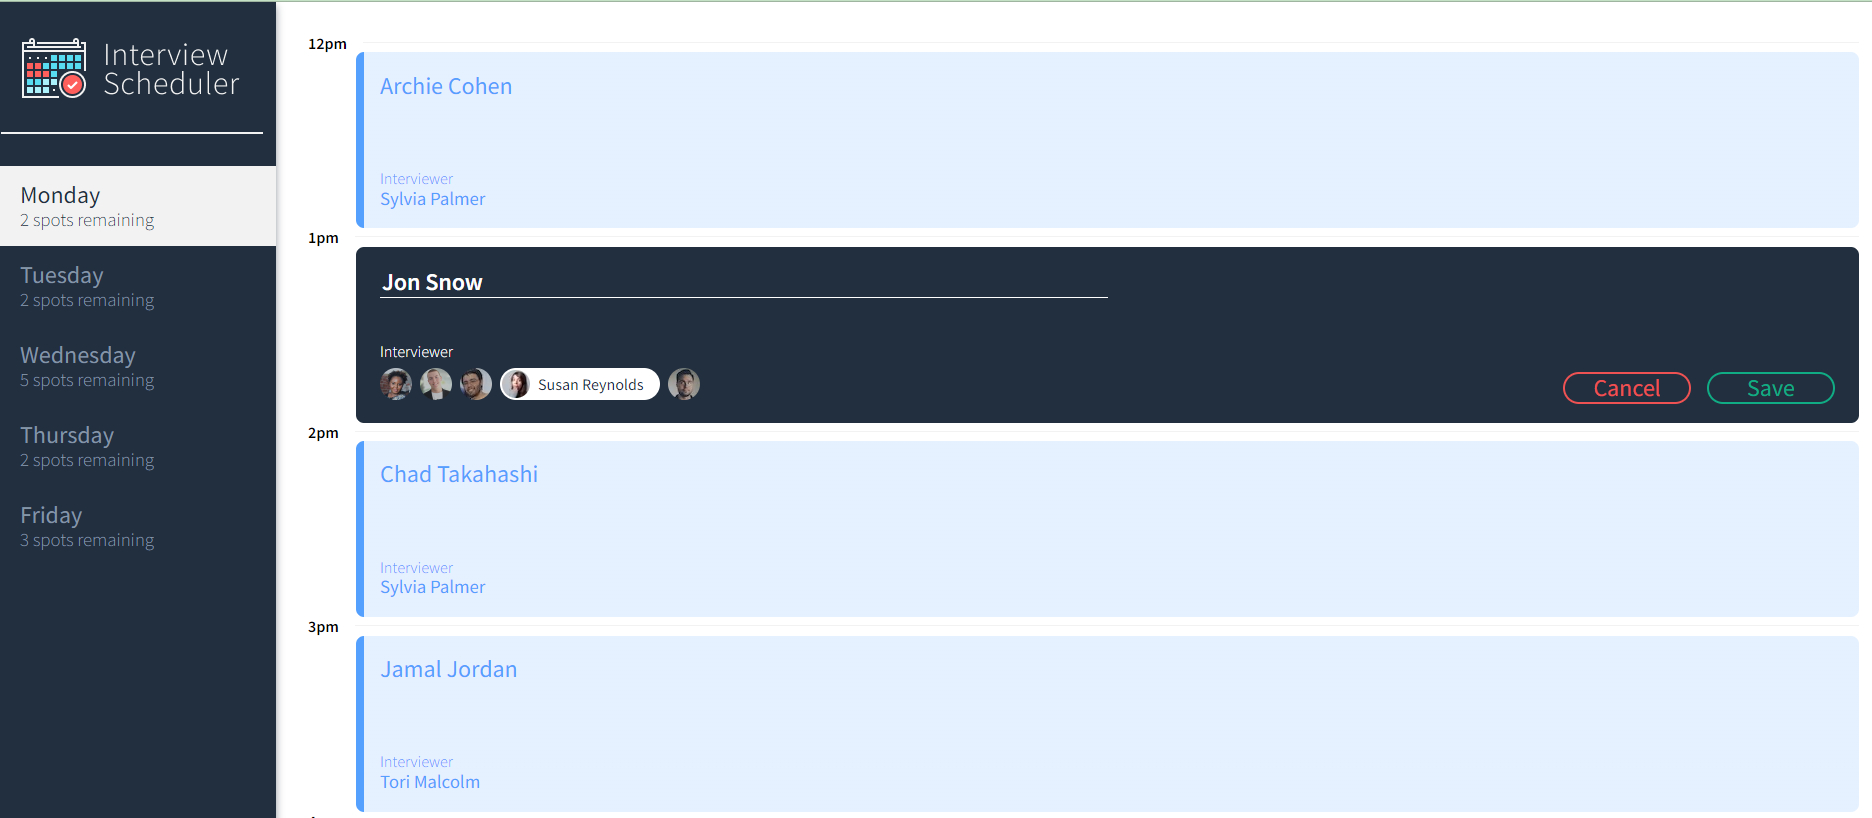 Interview
Scheduler
Monday
2 spots remaining
Tuesday
2 spots remaining
Wednesday
5 spots remaining
Thursday
2 spots remaining
Friday
3 spots remaining
12pm
Archie Cohen
Interviewer
Sylvia Palmer
1pm
Jon Snow
Interviewer
Susan Reynolds
Cancel
Save
2pm
Chad Takahashi
Interviewer
Sylvia Palmer
3pm
Jamal Jordan
Interviewer
Tori Malcolm